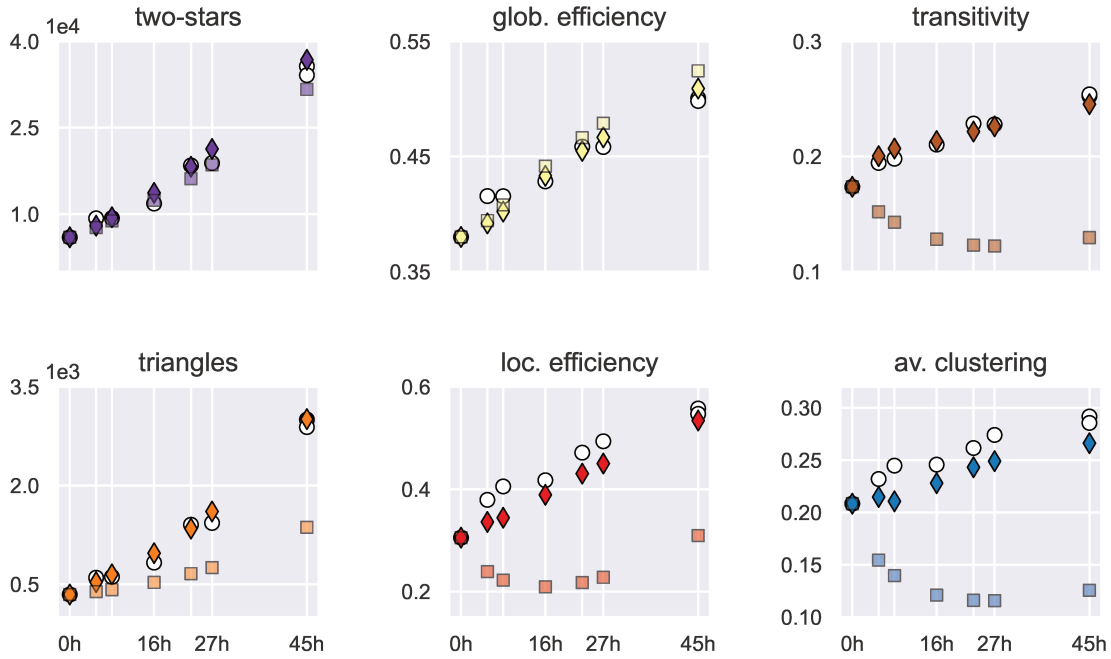 two-stars
1e4
4.0
2.5
1.0
glob. efficiency
0.55
0.45
0.35
transitivity
0.3
0.2
0.1
triangles
1e3
3.5
2.0
0.5
0h 16h 27h 45h
loc. efficiency
0.6
0.4
0.2
0h 16h 27h 45h
av. clustering
0.30
0.25
0.20
0.15
0.10
0h 16h 27h 45h